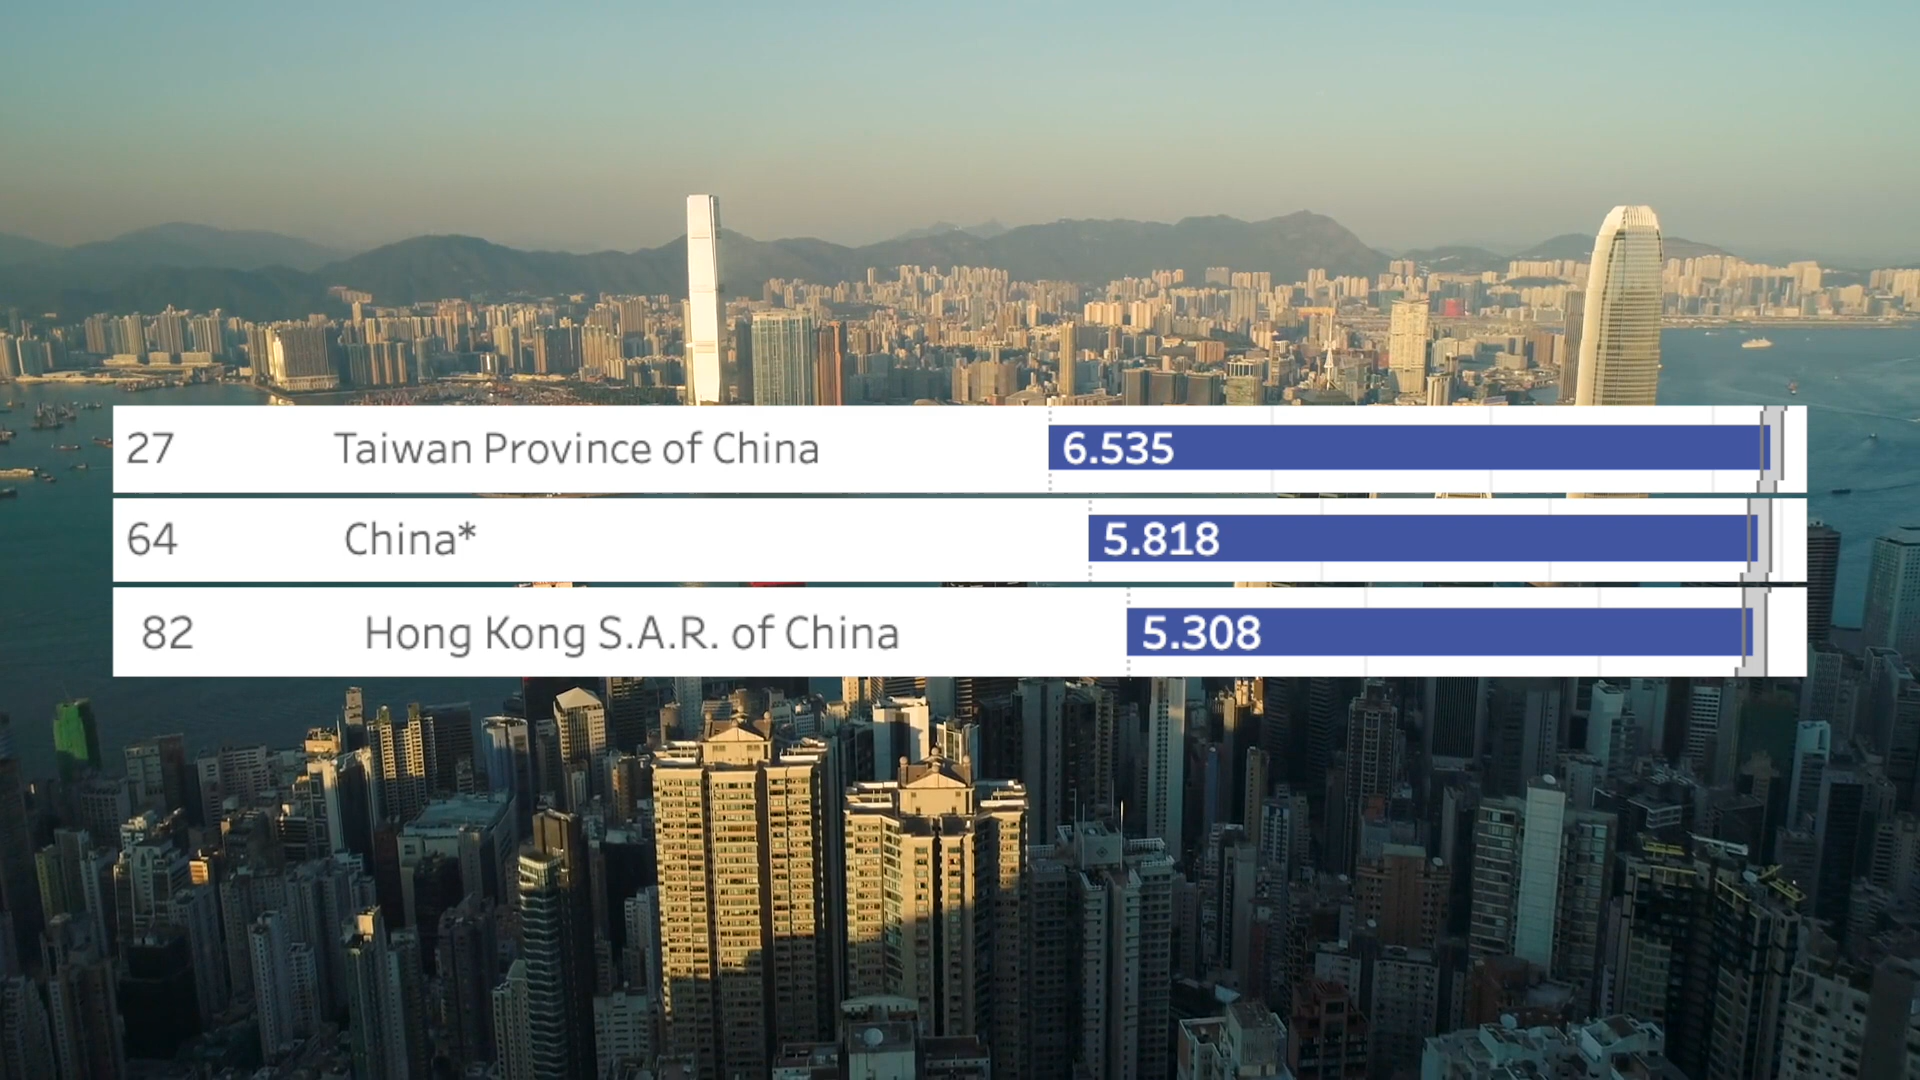 27 Taiwan Province of China 6.535
64 China* 5.818
82 Hong Kong S.A.R. of China 5.308